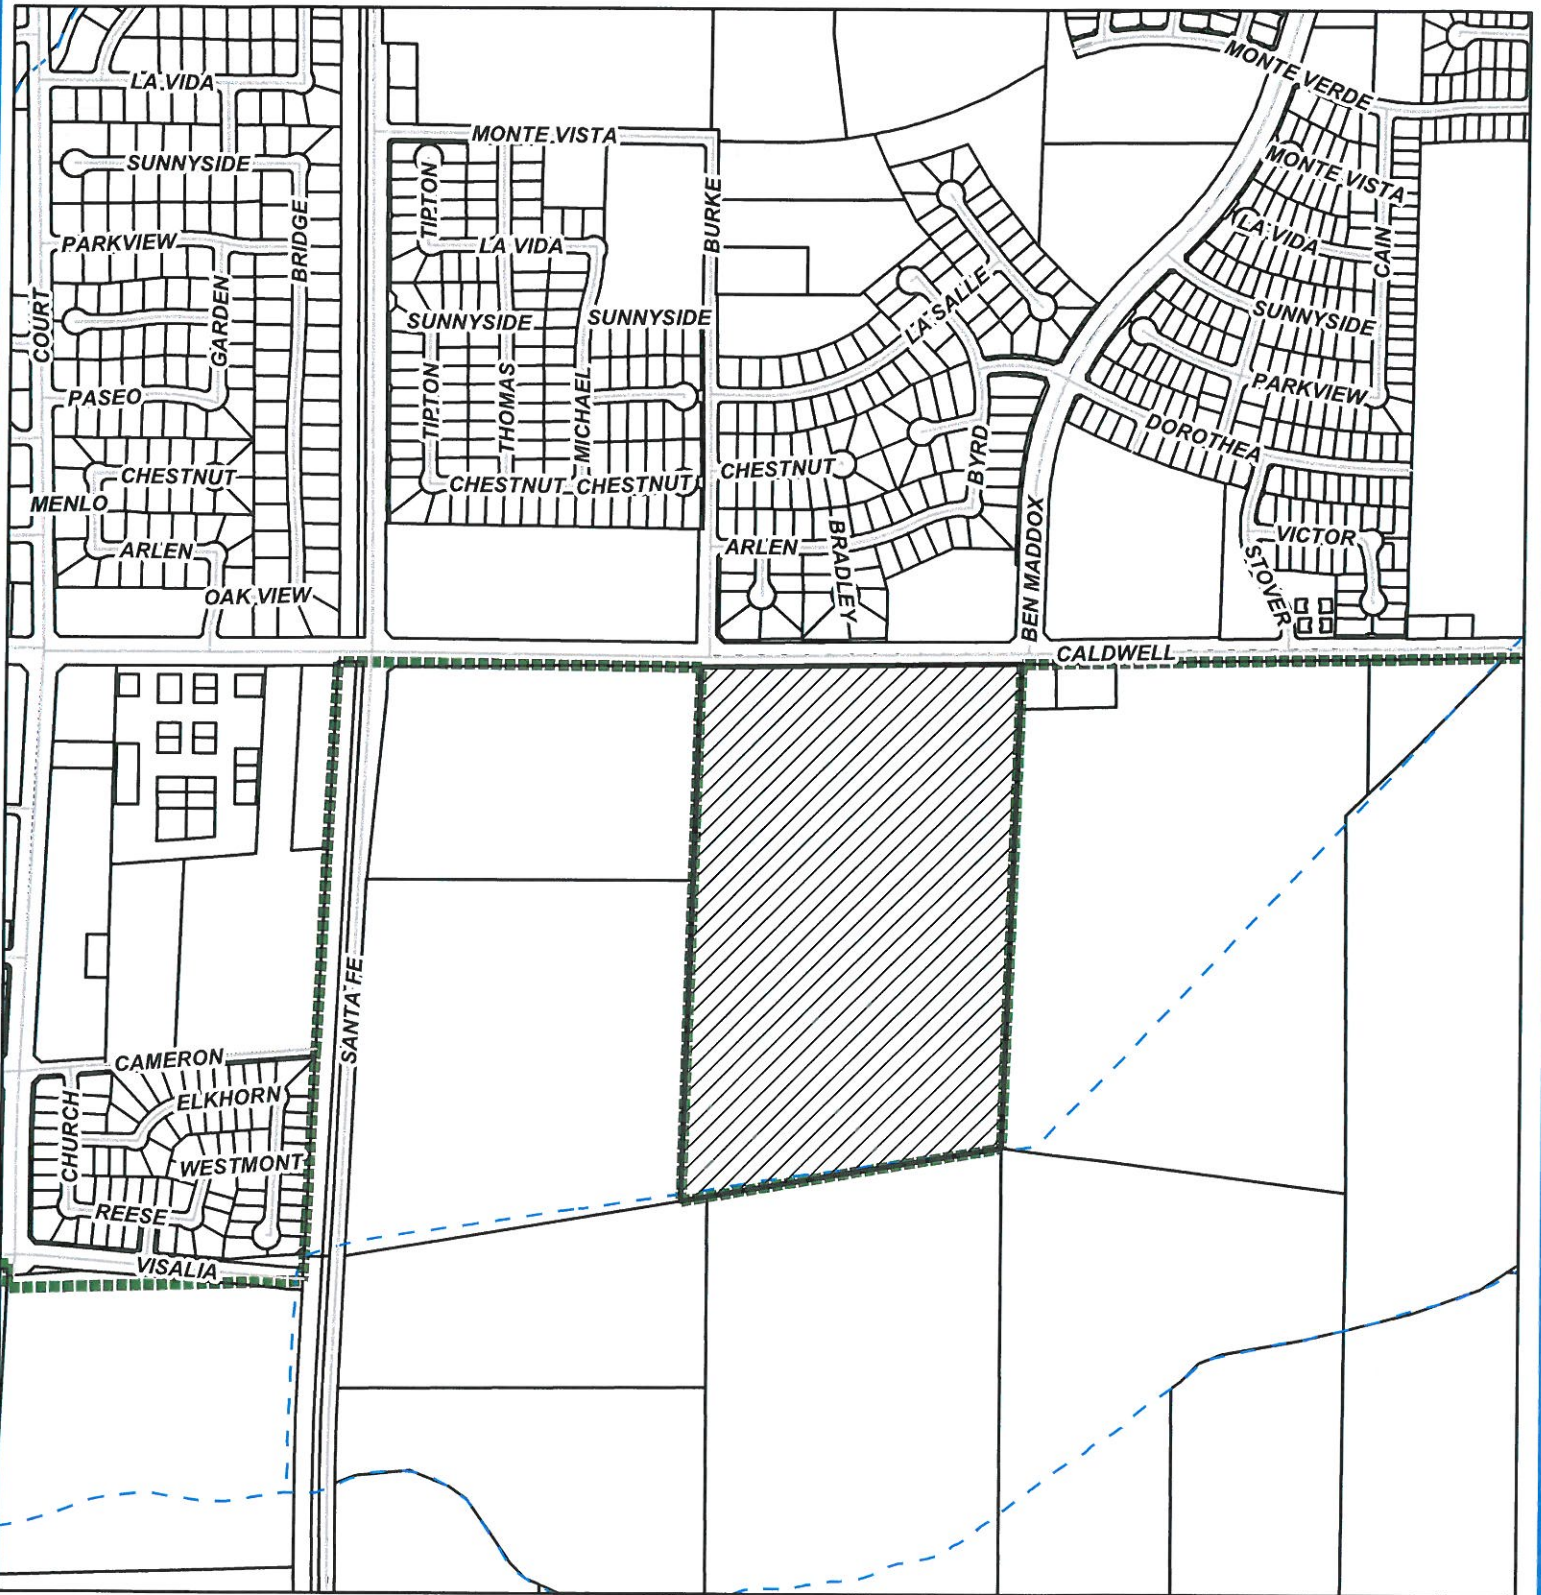 LA VIDA
MONTE VERDE
MONTE VISTA
SUNNYSIDE
TIPTON
BURKE
MONTE VISTA
PARKVIEW
BRIDGE
LA VIDA
LA VIDA
CAIN
COURT
GARDEN
SUNNYSIDE
SUNNYSIDE
LA SALLE
SUNNYSIDE
PASEO
TIPTON
THOMAS
MICHAEL
PARKVIEW
DOROTHEA
CHESTNUT
CHESTNUT
CHESTNUT
CHESTNUT
BYRD
MENLO
ARLEN
ARLEN
BRADLEY
BEN MADDOX
VICTOR
STOVER
OAK VIEW
CALDWELL
SANTA FE
CAMERON
ELKHORN
CHURCH
WESTMONT
REESE
VISALIA